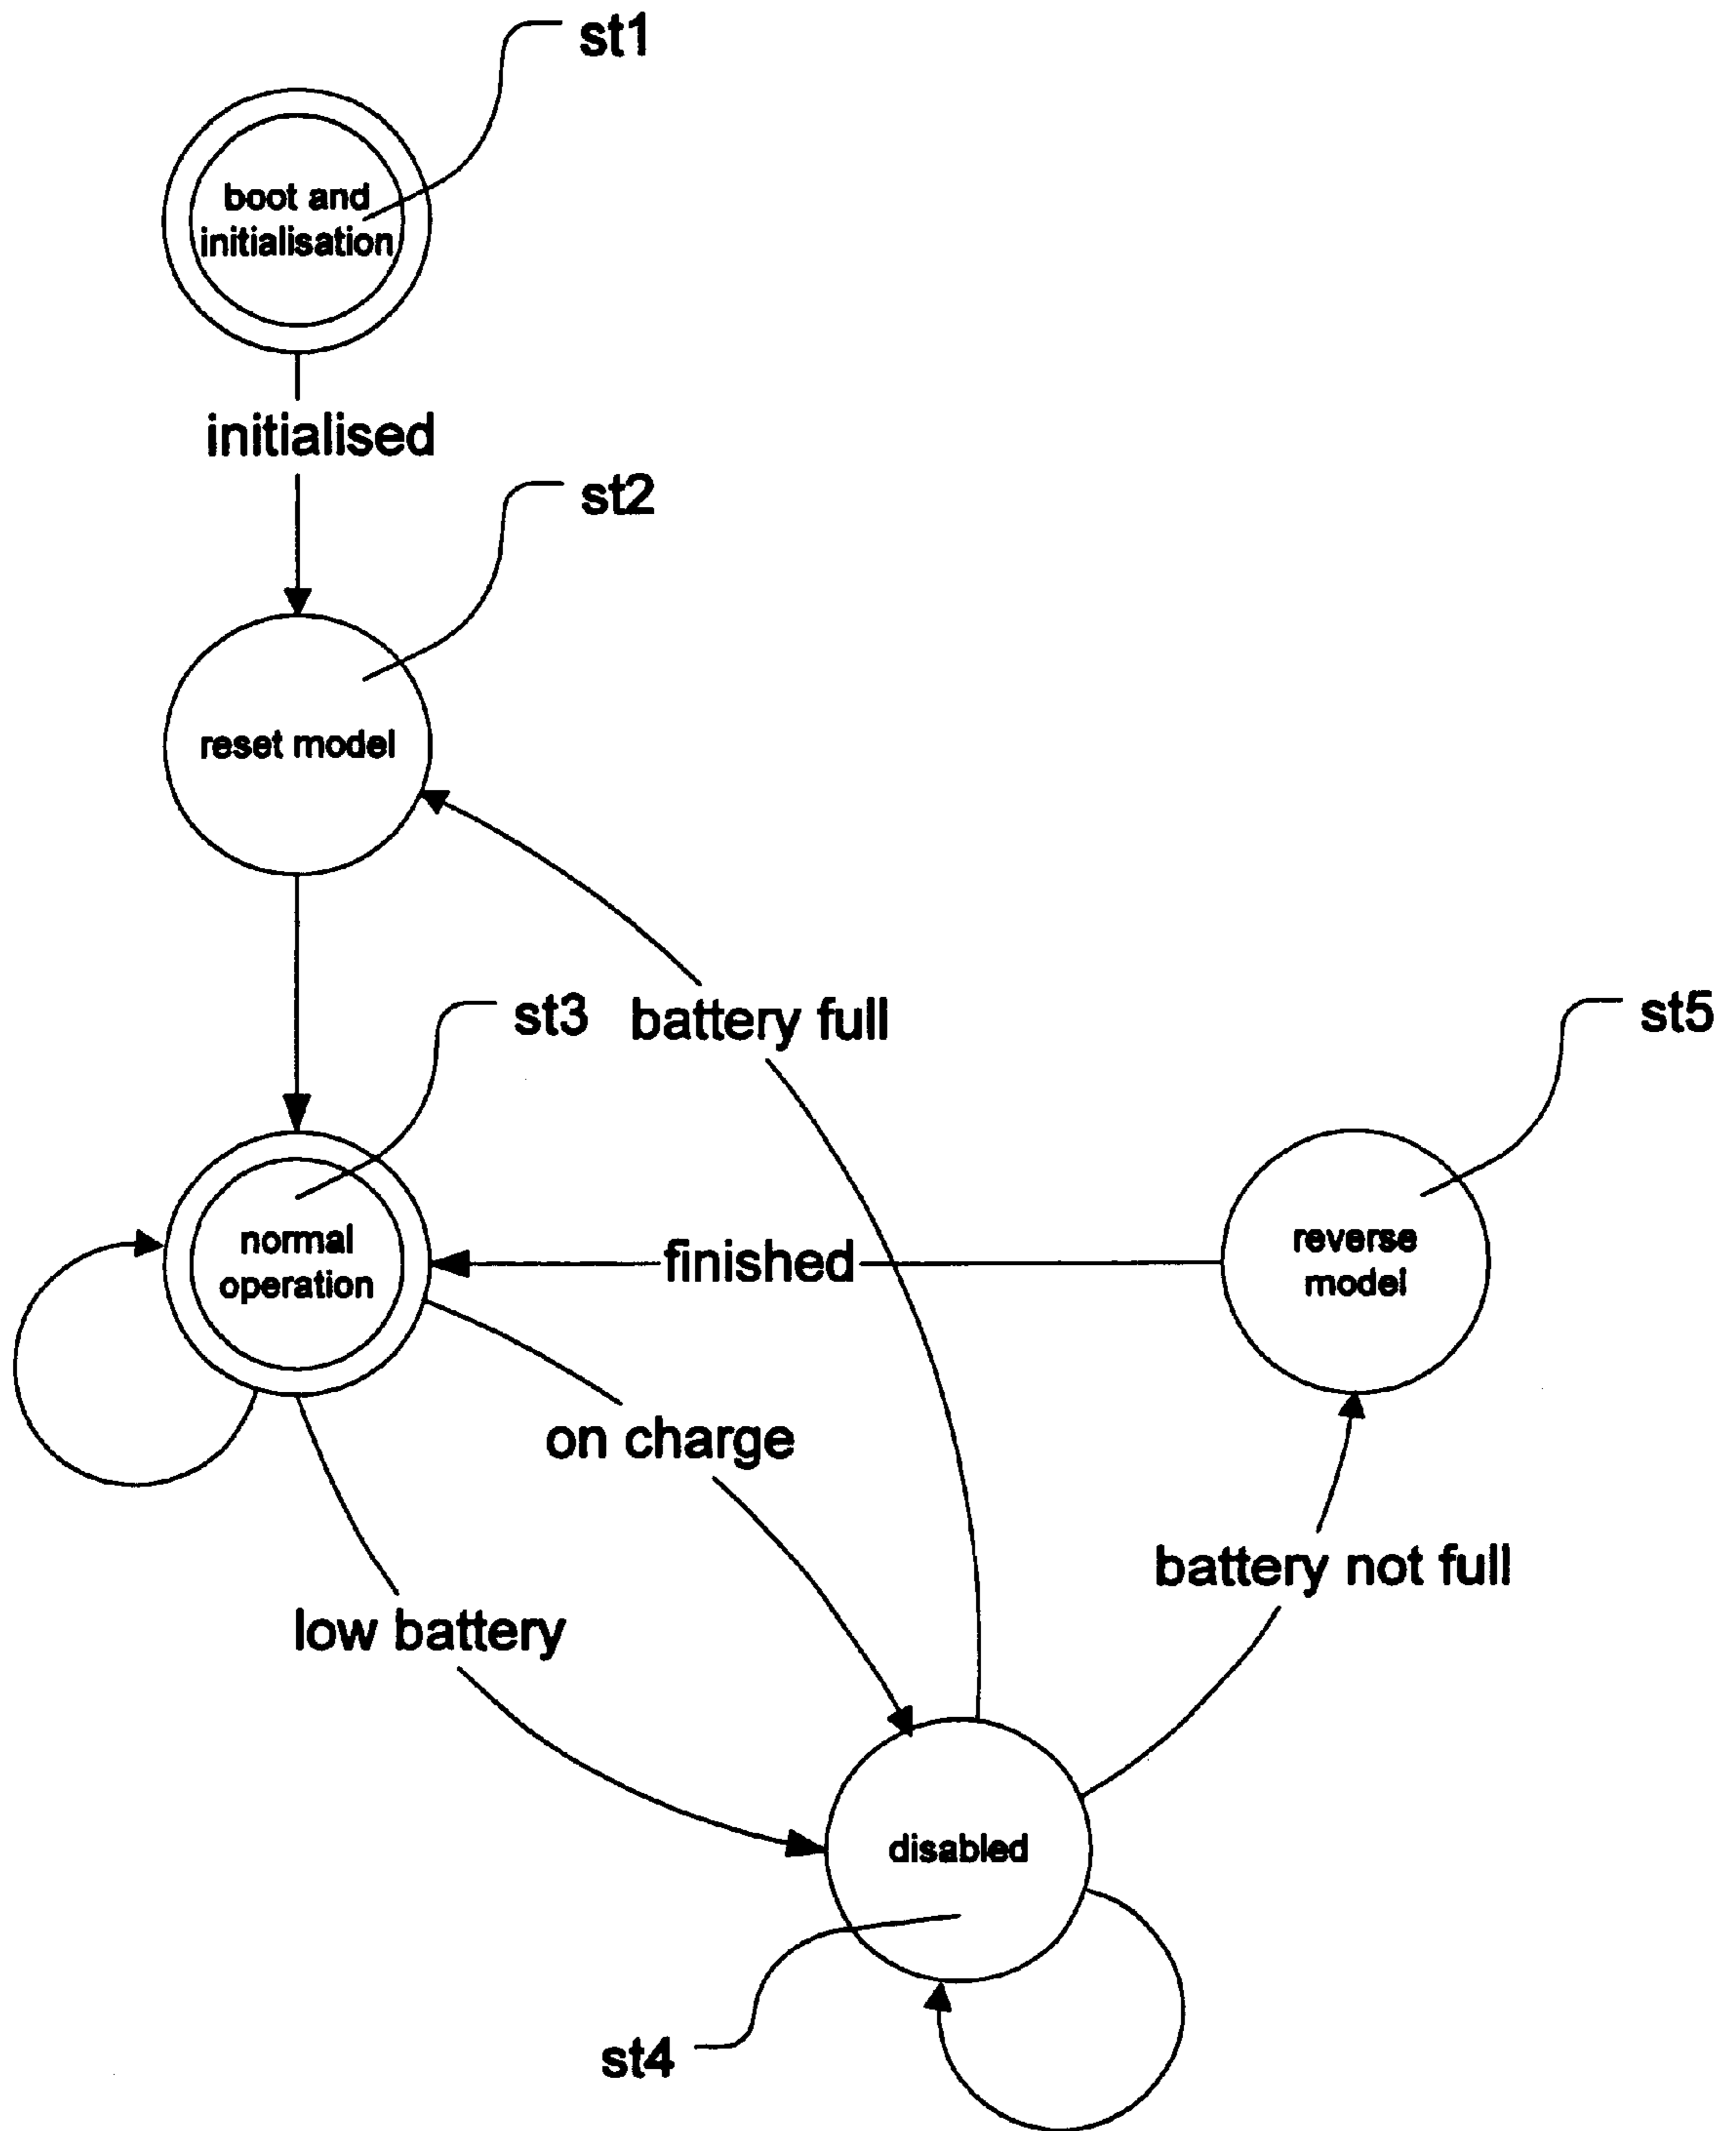 st1
boot and
initialisation
initialised
st2
reset model
st3
battery full
st5
normal
operation
finished
reverse
model
on charge
battery not full
low battery
disabled
st4